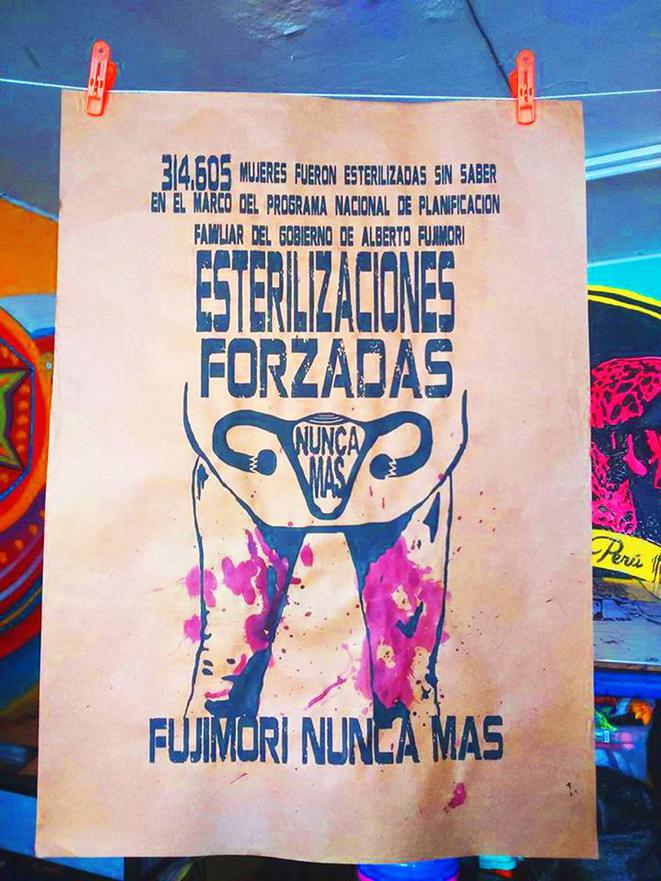 314.605 MUJERES FUERON ESTERILIZADAS SIN SABER
EN EL MARCO DEL PROGRAMA NACIONAL DE PLANIFICACION
FAMILIAR DEL GOBIERNO DE ALBERTO FUJIMORI
ESTERILIZACIONES
FORZADAS
NUNCA
MAS
FUJIMORI NUNCA MAS
Perú